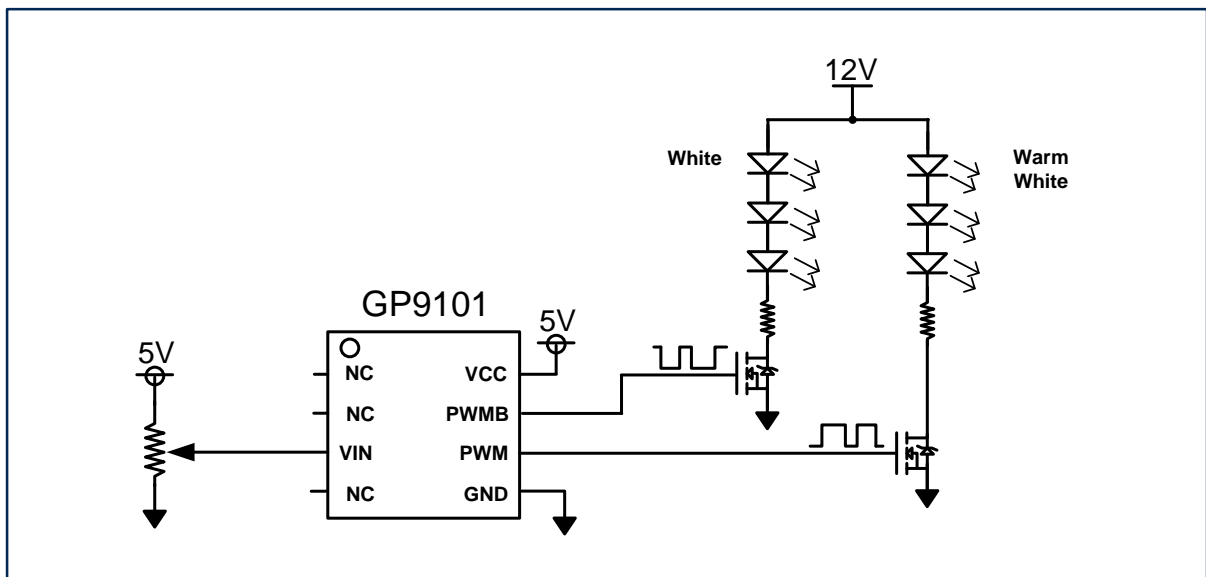 12V
White
Warm
White
GP9101
5V
5V
NC
VCC
NC
PWMB
VIN
PWM
NC
GND